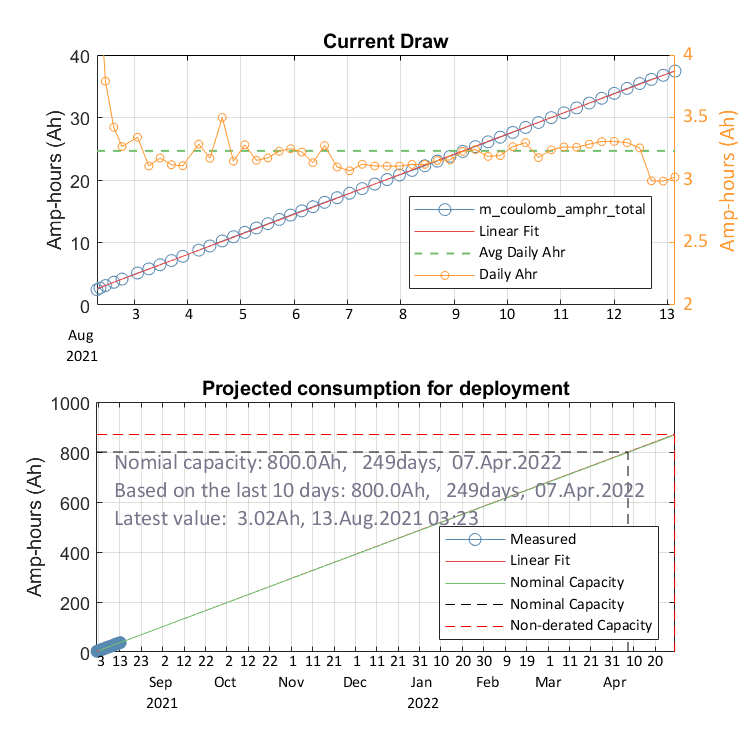 Current Draw
40
30
20
10
0
Amp-hours (Ah)
4
3.5
3
2.5
2
Amp-hours (Ah)
m_coulomb_amphr_total
Linear Fit
Avg Daily Ahr
Daily Ahr
3 4 5 6 7 8 9 10 11 12 13
Aug
2021
Projected consumption for deployment
1000
800
600
400
200
0
Amp-hours (Ah)
Nomial capacity: 800.0Ah, 249days, 07.Apr.2022
Based on the last 10 days: 800.0Ah, 249days, 07.Apr.2022
Latest value: 3.02Ah, 13.Aug.2021 03:23
Measured
Linear Fit
Nominal Capacity
Nominal Capacity
Non-derated Capacity
3 13 23 2 12 22 2 12 22 1 11 21 1 11 21 31 10 20 30 9 19 1 11 21 31 10 20
Sep Oct Nov Dec Jan Feb Mar Apr
2021 2022